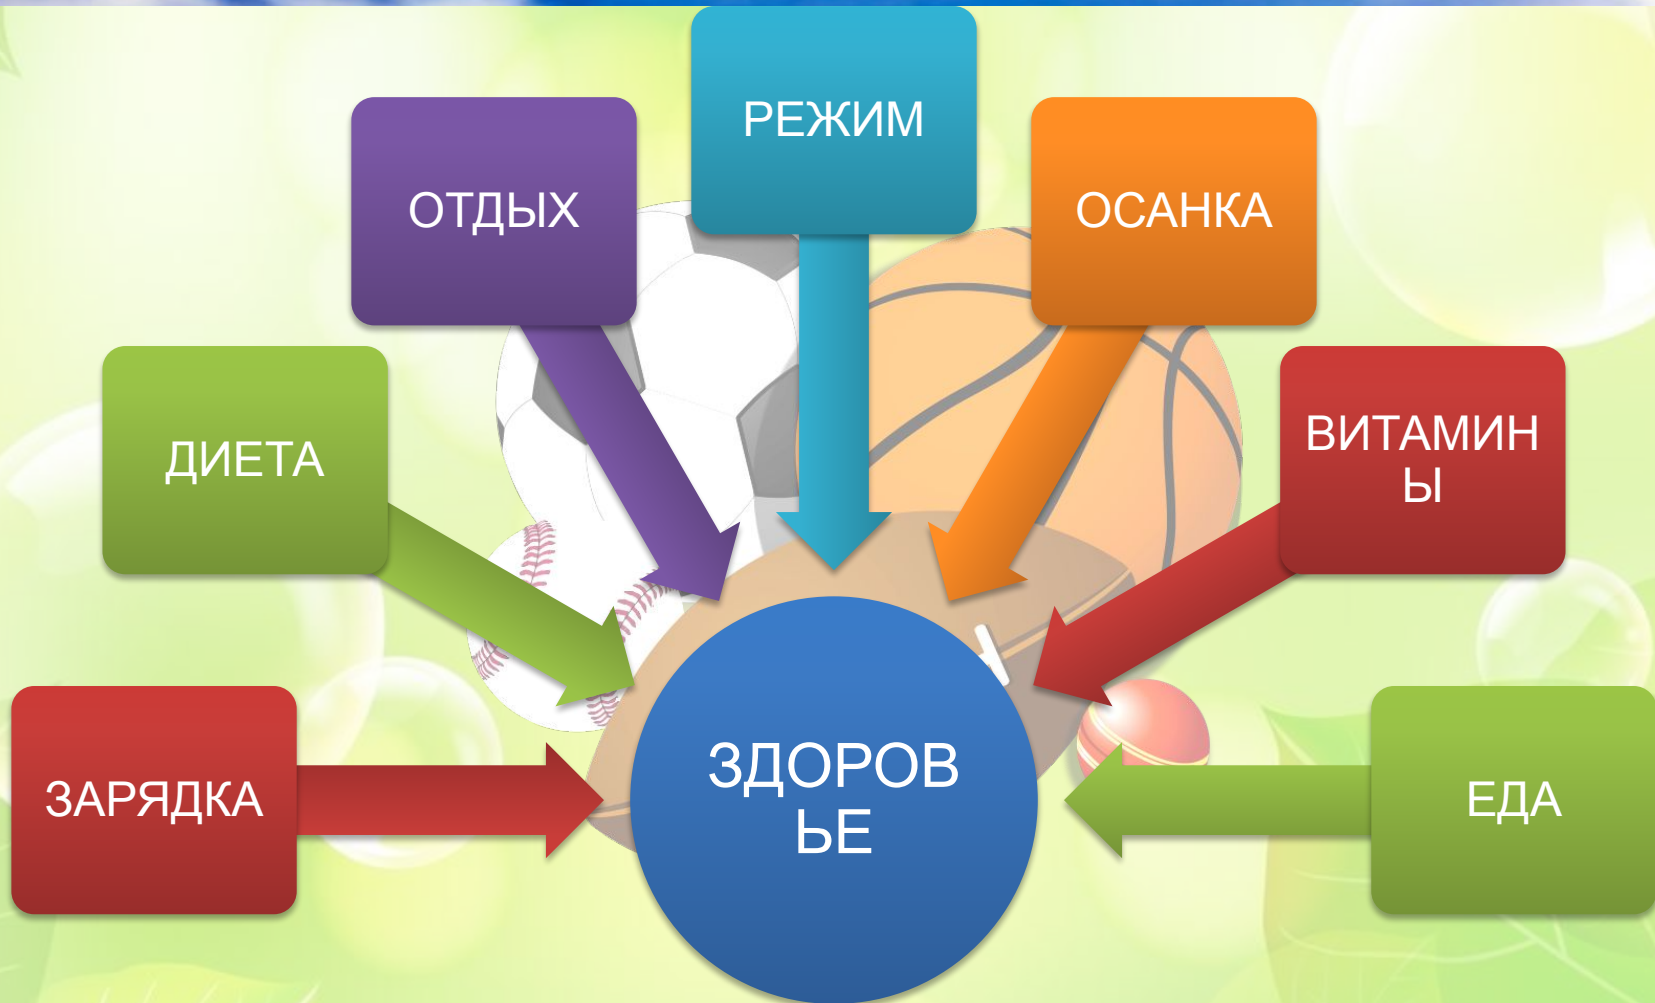 РЕЖИМ
ОТДЫХ
ОСАНКА
ДИЕТА
ВИТАМИН
Ы
ЗАРЯДКА
ЗДОРОВ
ЬЕ
ЕДА